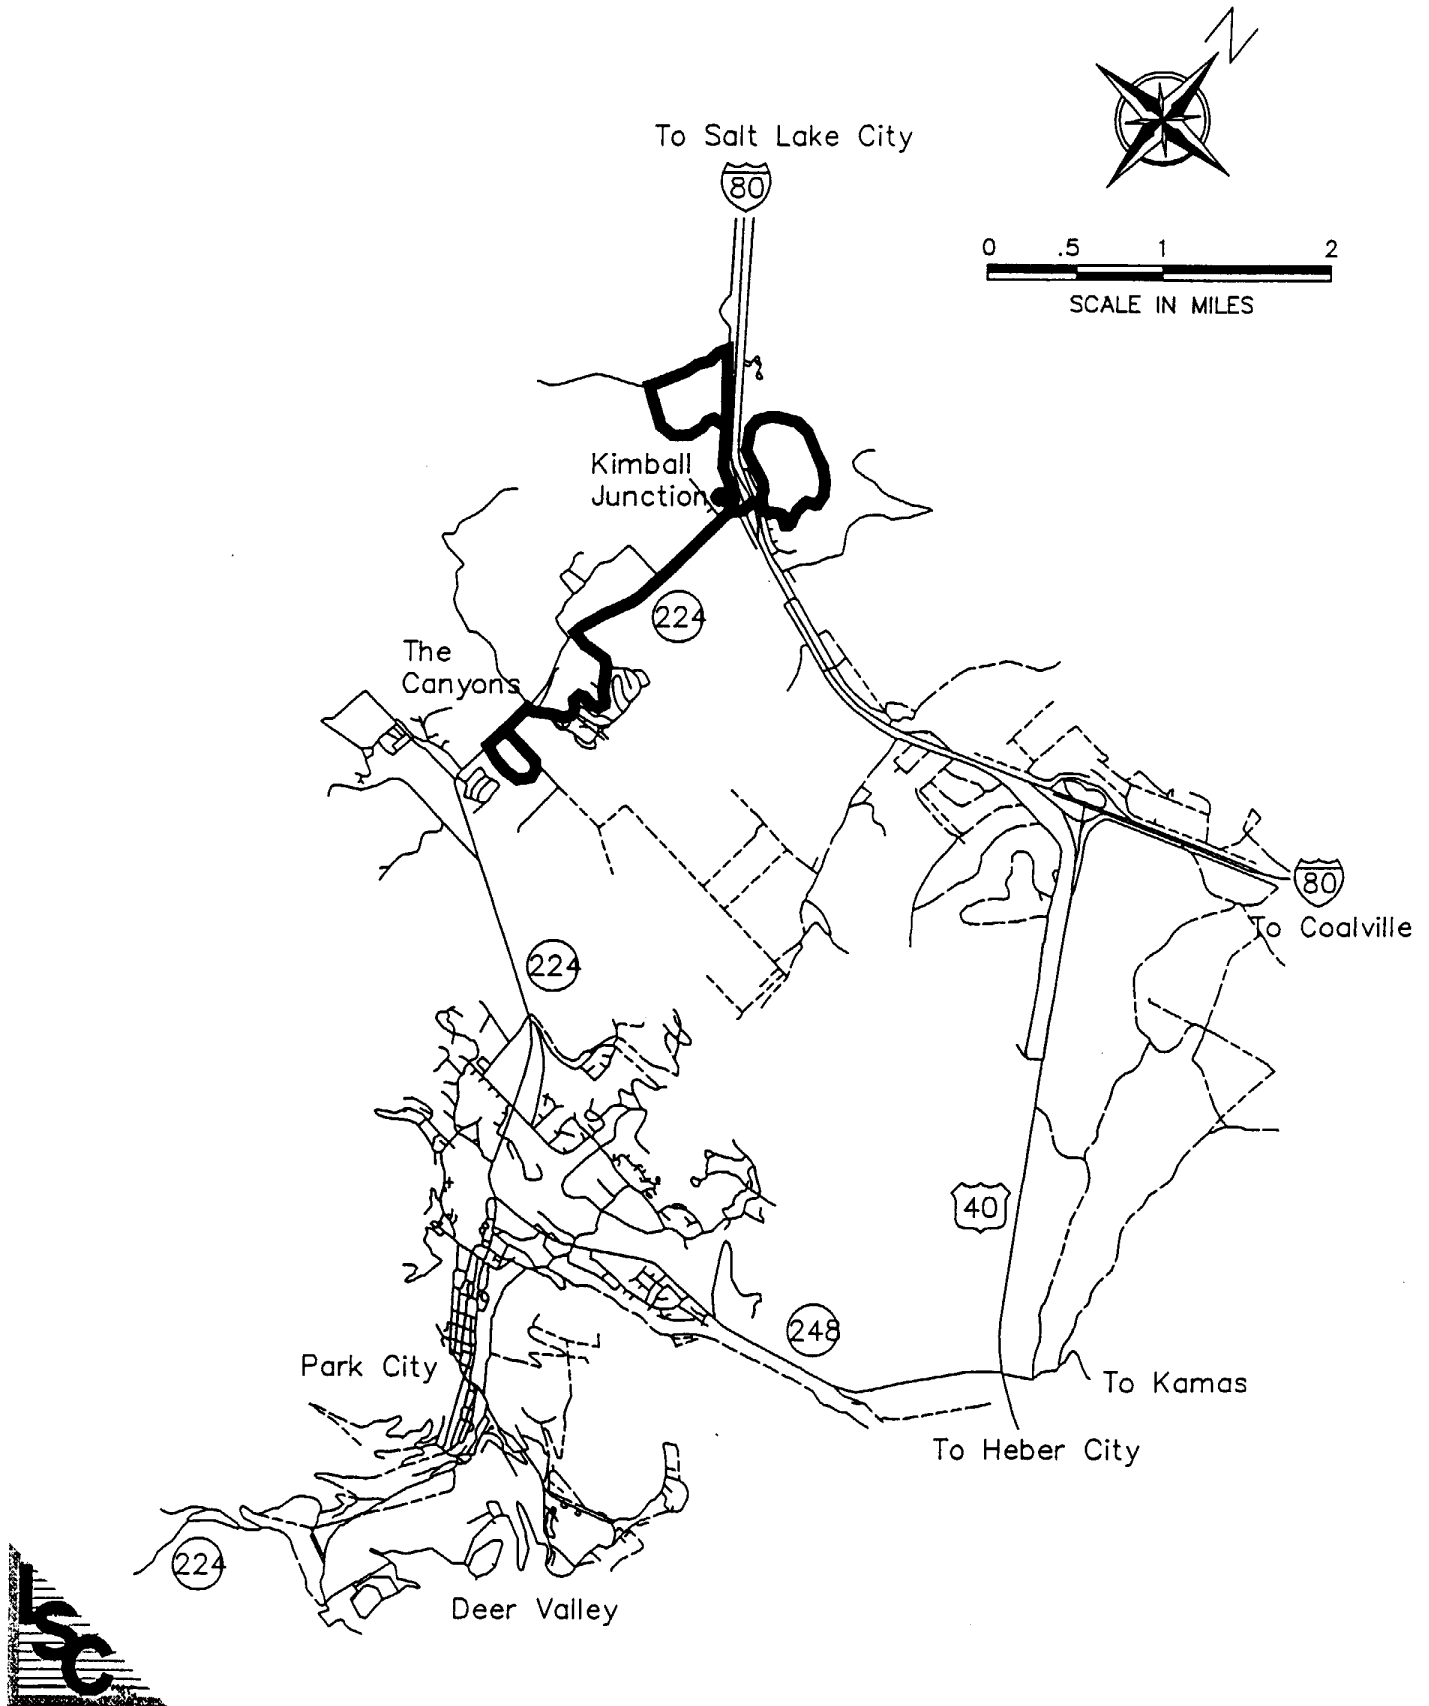 N
To Salt Lake City
80
0 .5 1 2
SCALE IN MILES
Kimball
Junction
224
The
Canyons
80
To Coalville
224
40
248
Park City
To Kamas
To Heber City
224
Deer Valley
LSC